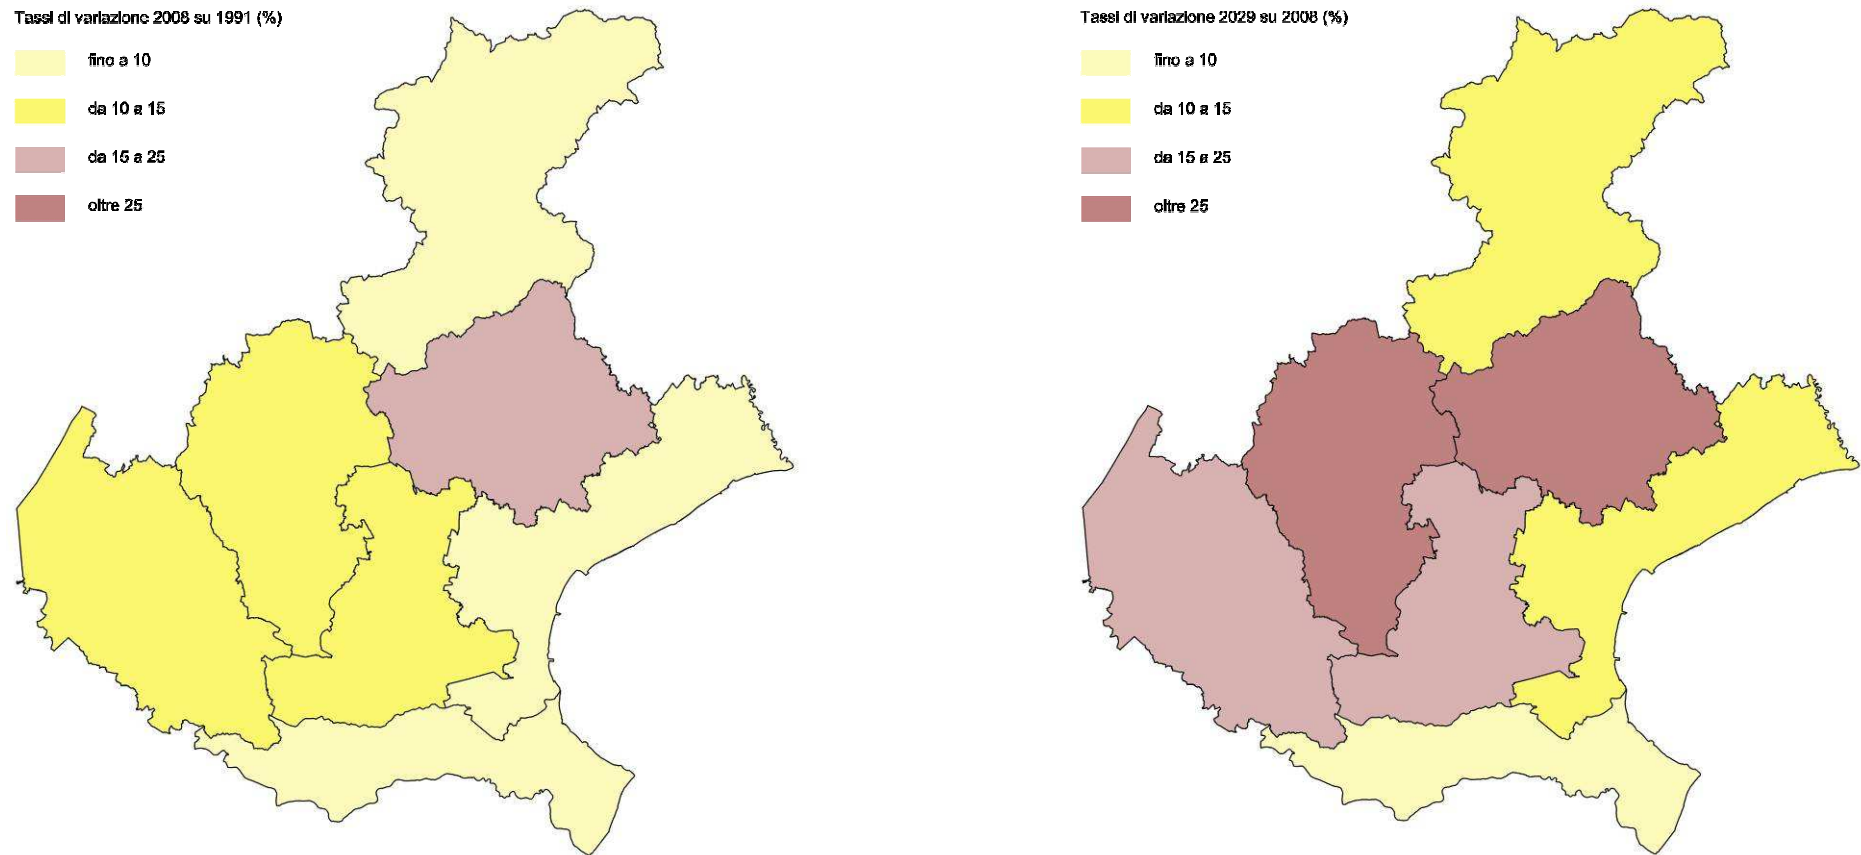 Tassi di variazione 2008 su 1991 (%)
fino a 10
da 10 a 15
da 15 a 25
oltre 25
Tassi di variazione 2029 su 2008 (%)
fino a 10
da 10 a 15
da 15 a 25
oltre 25